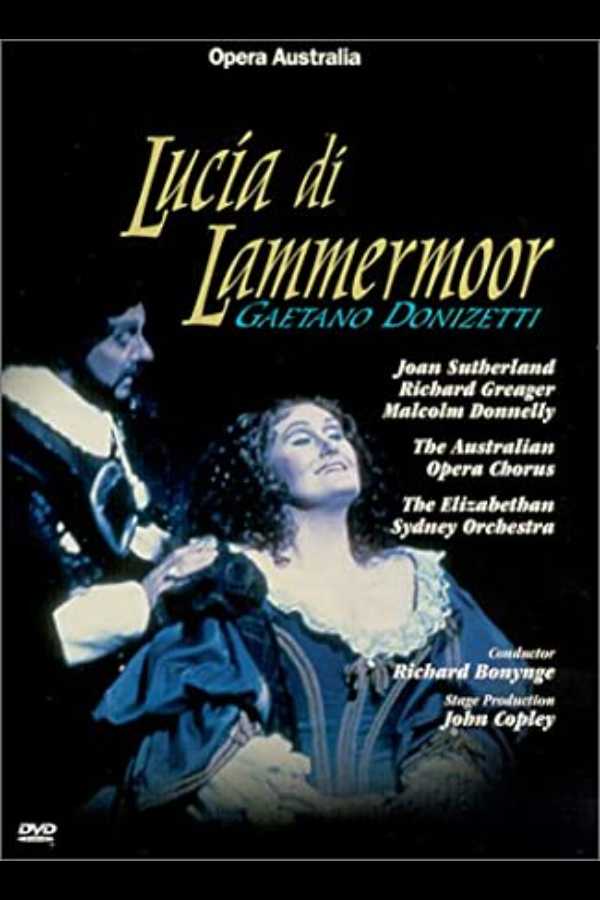 Opera Australia
Lucia di
Lammermoor
Gaetano Donizetti
Joan Sutherland
Richard Greager
Malcolm Donnelly
The Australian
Opera Chorus
The Elizabethan
Sydney Orchestra
Conductor
Richard Bonynge
Stage Production
John Copley
DVD